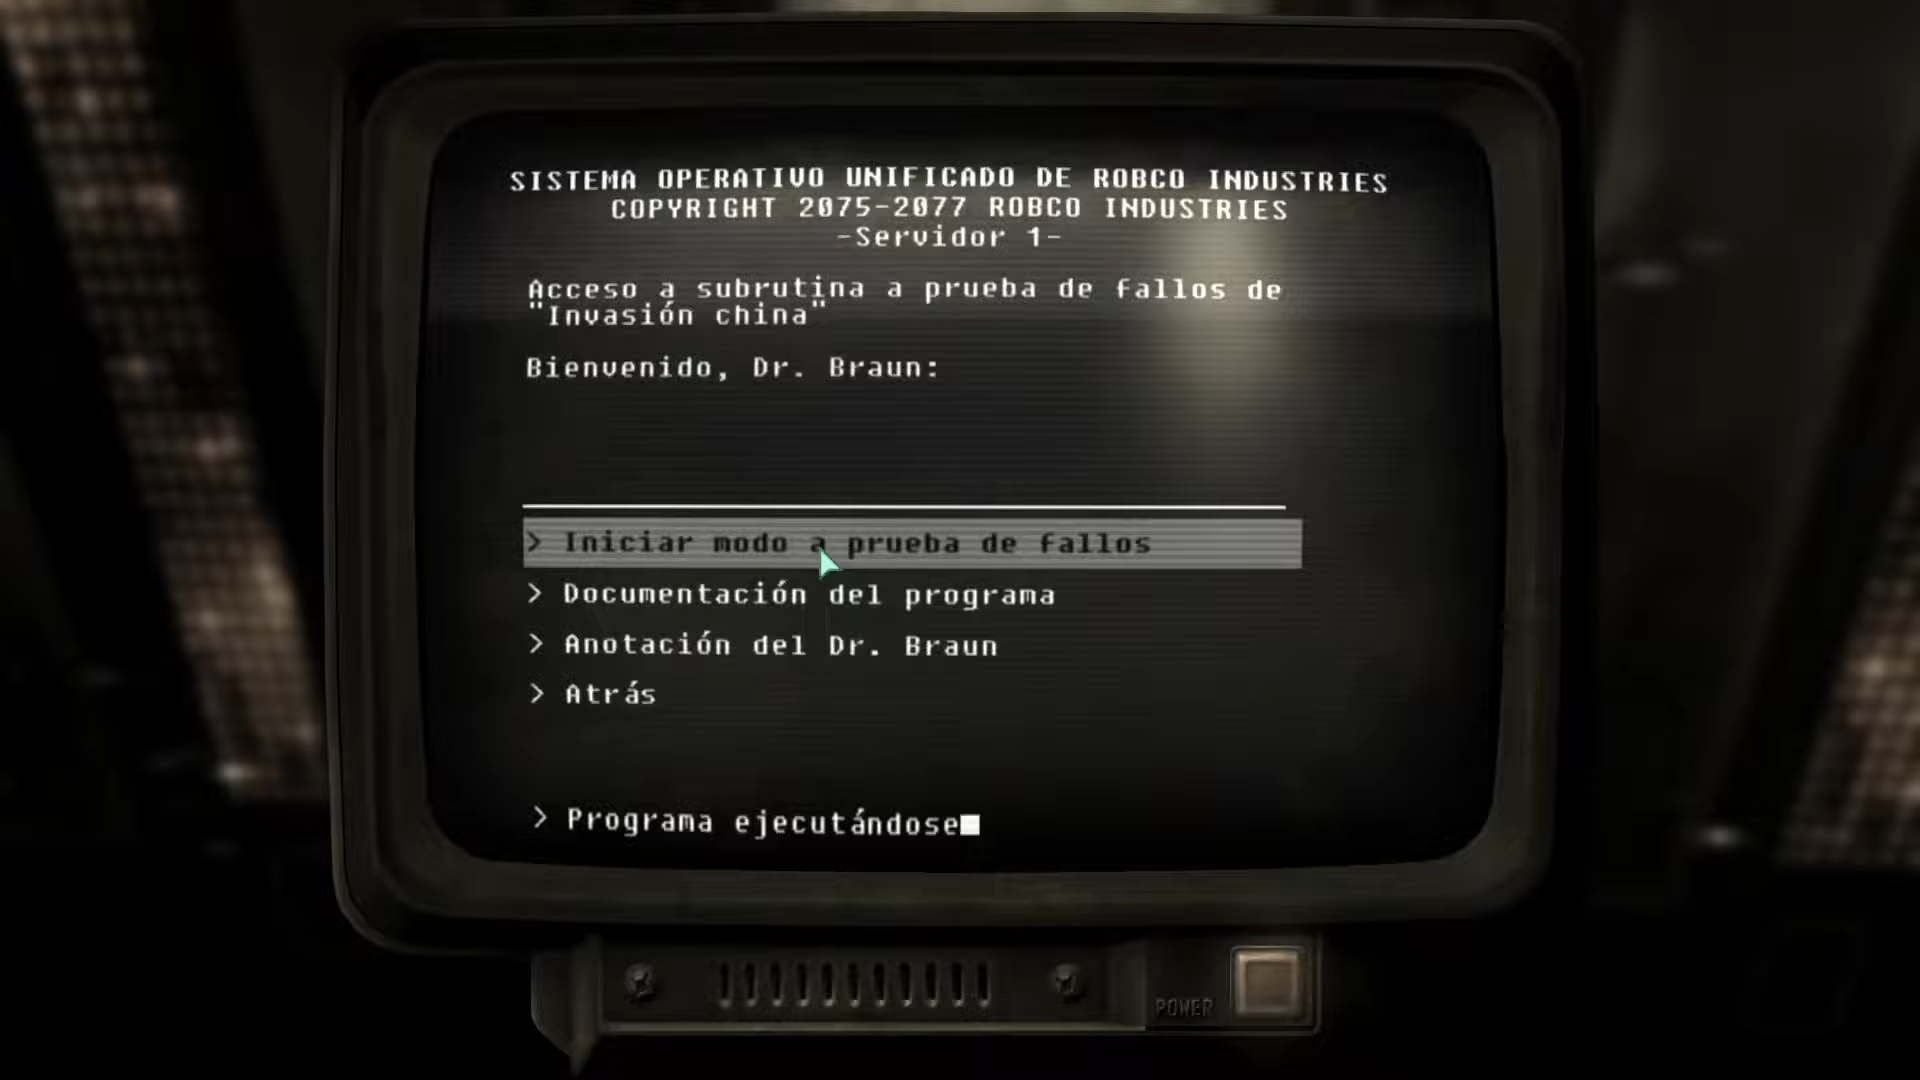 SISTEMA OPERATIVO UNIFICADO DE ROBCO INDUSTRIES
COPYRIGHT 2075-2077 ROBCO INDUSTRIES
-Servidor 1-
Acceso a subrutina a prueba de fallos de
"Invasión china"
Bienvenido, Dr. Braun:
> Iniciar modo a prueba de fallos
> Documentación del programa
> Anotación del Dr. Braun
> Atrás
> Programa ejecutándose
POWER